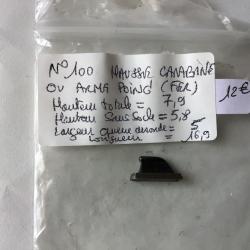 N° 100 HAUSSE CARABINE
OU ARMA POING (FER)
Hauteur totale = 7,9
Hauteur sans socle = 5,8
Largeur queue daronde = 5
Longueur = 16,9
12€